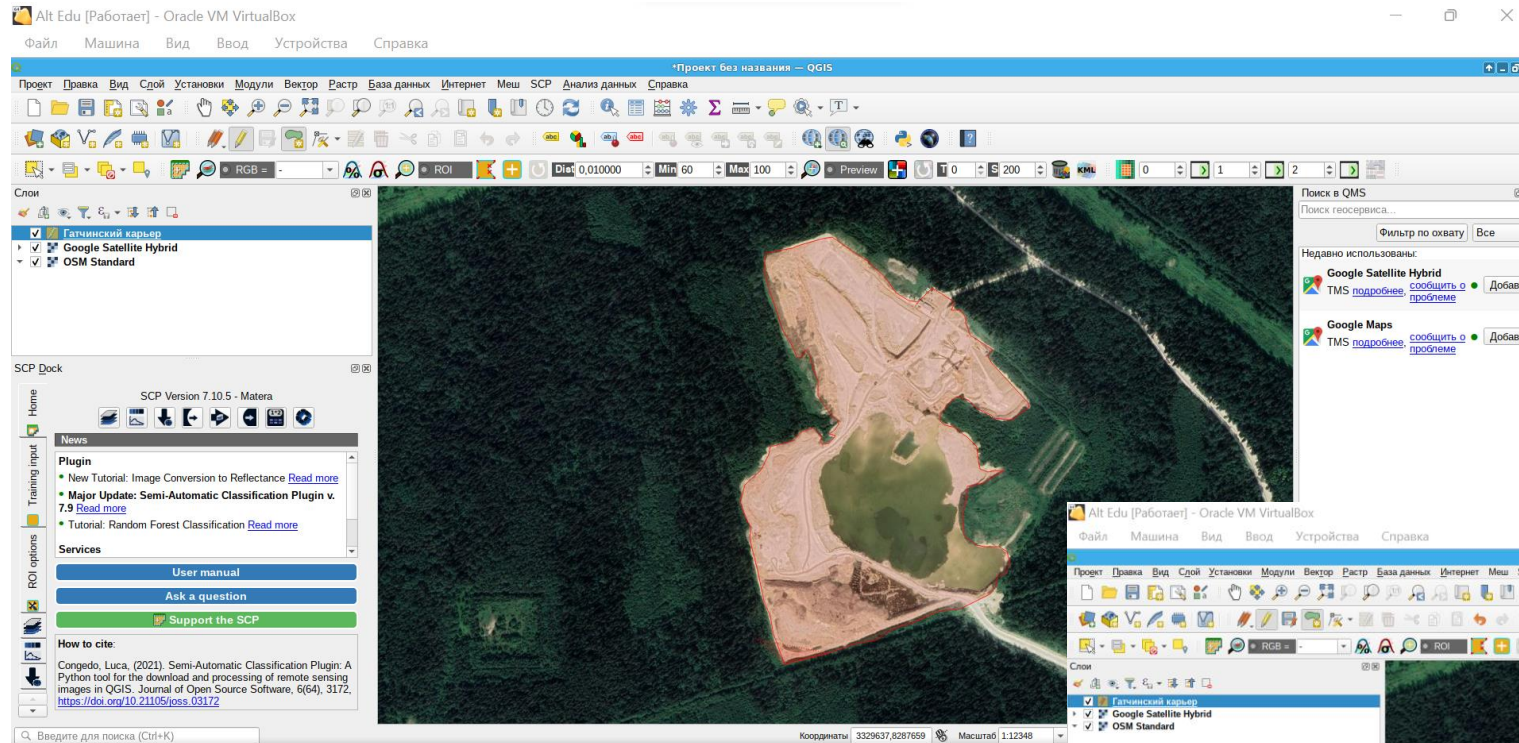 Alt Edu [Работает] - Oracle VM VirtualBox
Файл Машина Вид Ввод Устройства Справка
*Проект без названия — QGIS
Проект Правка Вид Слой Установки Модули Вектор Растр База данных Интернет Меш SCP Анализ данных Справка
RGB = - ROI Dist 0,010000 Min 60 Max 100 Preview T 0 S 200 KML 0 1 2
Слои
Гатчинский карьер
Google Satellite Hybrid
OSM Standard
SCP Dock
Home
Training input
ROI options
SCP Version 7.10.5 - Matera
News
Plugin
• New Tutorial: Image Conversion to Reflectance Read more
• Major Update: Semi-Automatic Classification Plugin v.
7.9 Read more
• Tutorial: Random Forest Classification Read more
Services
User manual
Ask a question
Support the SCP
How to cite:
Congedo, Luca, (2021). Semi-Automatic Classification Plugin: A
Python tool for the download and processing of remote sensing
images in QGIS. Journal of Open Source Software, 6(64), 3172,
https://doi.org/10.21105/joss.03172
Введите для поиска (Ctrl+K)
Координаты 3329637,8287659 Масштаб 1:12348
Поиск в QMS
Поиск геосервиса...
Фильтр по охвату Все
Недавно использованы:
Google Satellite Hybrid
TMS подробнее, сообщить о
проблеме
Добав
Google Maps
TMS подробнее, сообщить о
проблеме
Добав
Alt Edu [Работает] - Oracle VM VirtualBox
Файл Машина Вид Ввод Устройства Справка
Проект Правка Вид Слой Установки Модули Вектор Растр База данных Интернет Меш
RGB = - ROI
Слои
Гатчинский карьер
Google Satellite Hybrid
OSM Standard